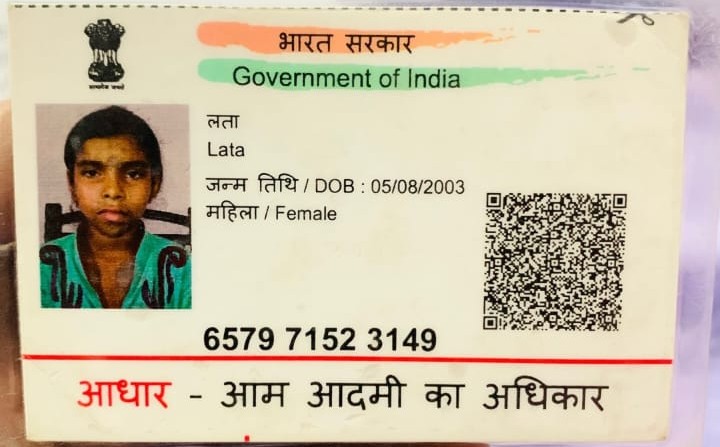 भारत सरकार
Government of India
सत्यमेव जयते
लता
Lata
जन्म तिथि / DOB : 05/08/2003
महिला / Female
6579 7152 3149
आधार - आम आदमी का अधिकार